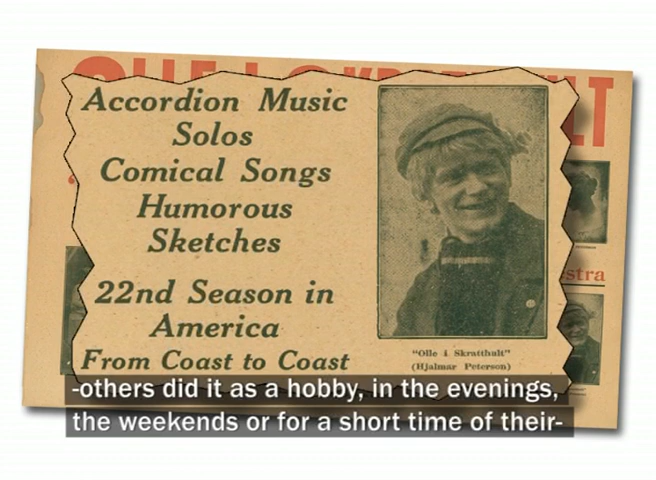 Accordion Music
Solos
Comical Songs
Humorous
Sketches
22nd Season in
America
From Coast to Coast
"Olle i Skratthult"
(Hjalmar Peterson)
-others did it as a hobby, in the evenings,
the weekends or for a short time of their-